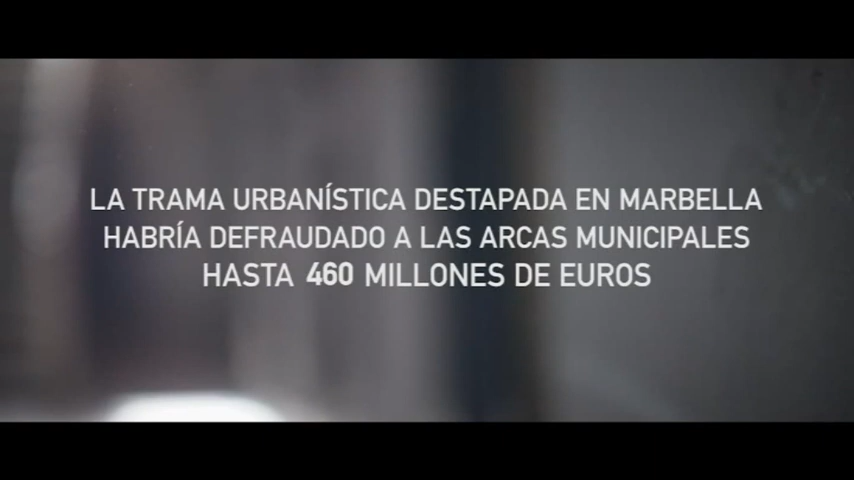 LA TRAMA URBANÍSTICA DESTAPADA EN MARBELLA
HABRÍA DEFRAUDADO A LAS ARCAS MUNICIPALES
HASTA 460 MILLONES DE EUROS